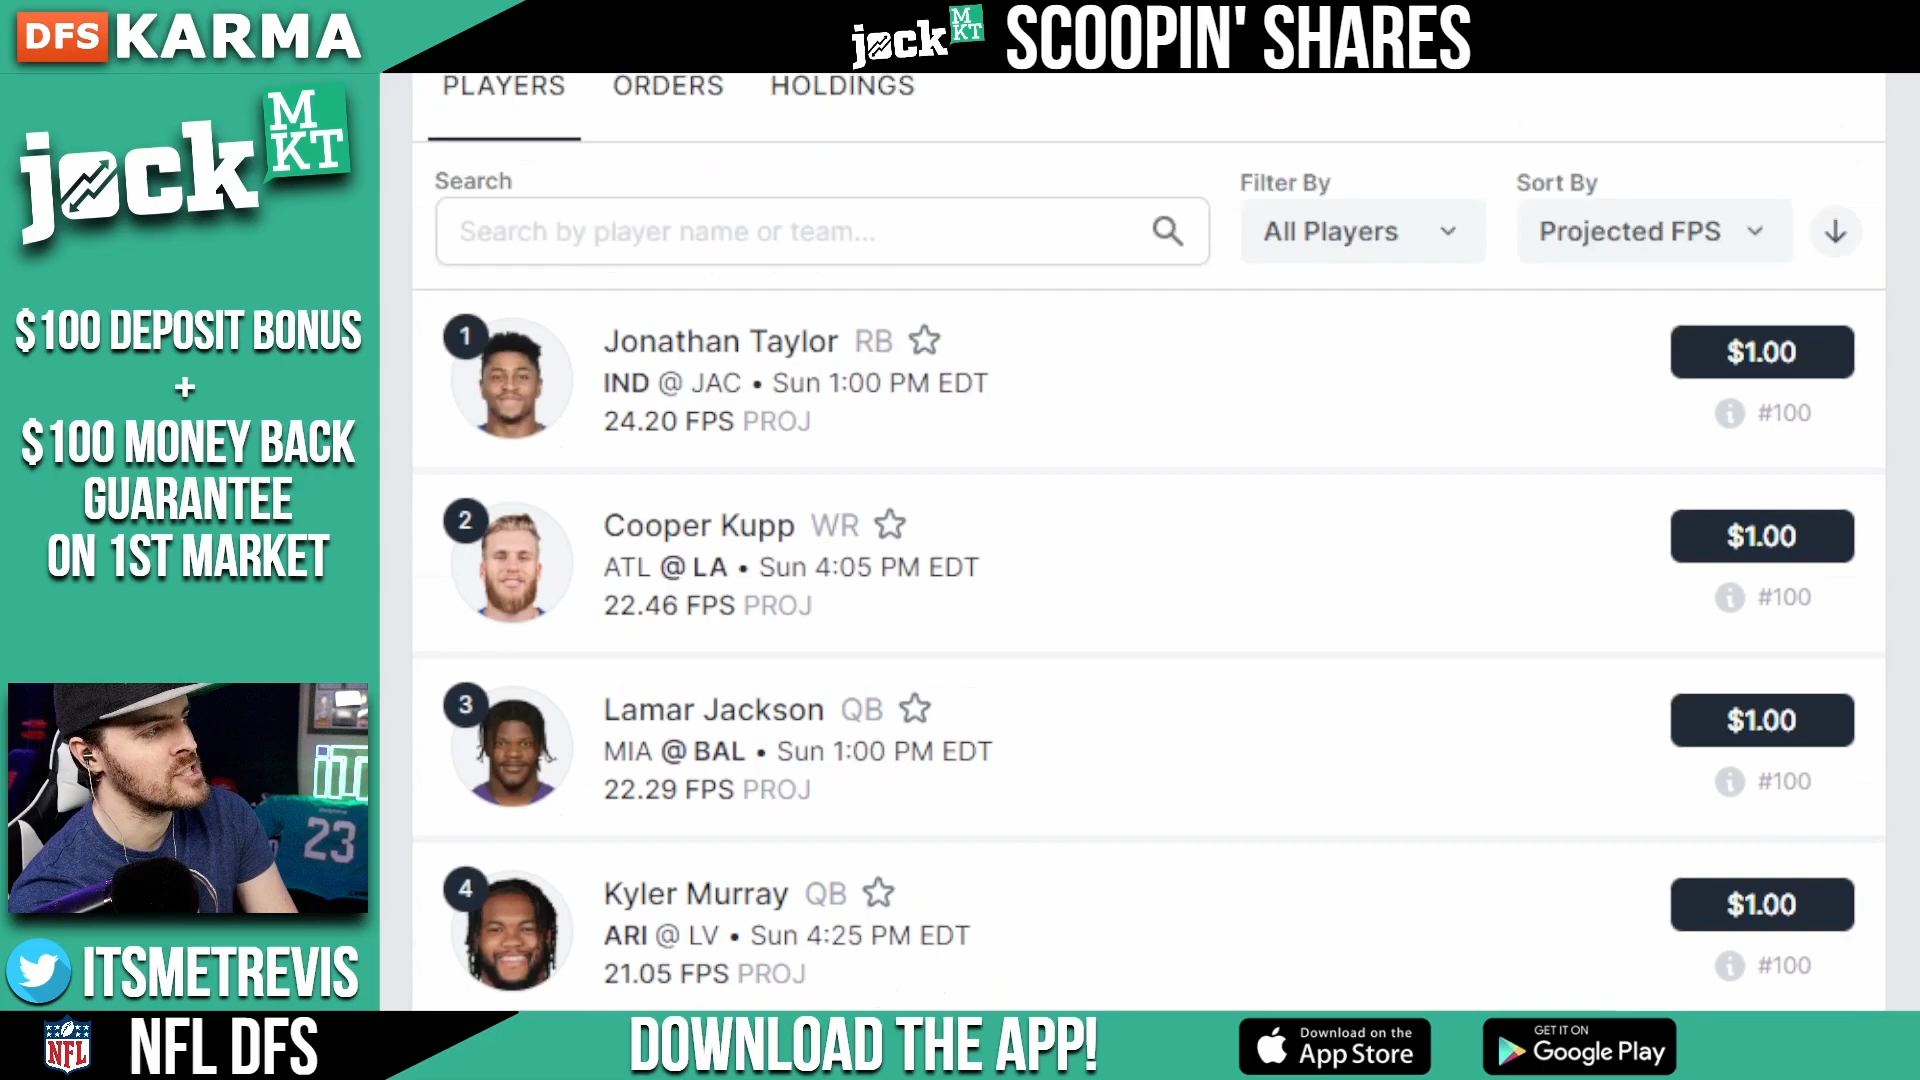 DFS KARMA
jock MKT SCOOPIN' SHARES
jock MKT
$100 DEPOSIT BONUS
+
$100 MONEY BACK
GUARANTEE
ON 1ST MARKET
23
ITSMETREVIS
PLAYERS ORDERS HOLDINGS
Search
Search by player name or team...
Filter By
All Players
Sort By
Projected FPS
1
Jonathan Taylor RB
IND @ JAC • Sun 1:00 PM EDT
24.20 FPS PROJ
$1.00
#100
2
Cooper Kupp WR
ATL @ LA • Sun 4:05 PM EDT
22.46 FPS PROJ
$1.00
#100
3
Lamar Jackson QB
MIA @ BAL • Sun 1:00 PM EDT
22.29 FPS PROJ
$1.00
#100
4
Kyler Murray QB
ARI @ LV • Sun 4:25 PM EDT
21.05 FPS PROJ
$1.00
#100
NFL NFL DFS
DOWNLOAD THE APP!
Download on the
App Store
GET IT ON
Google Play